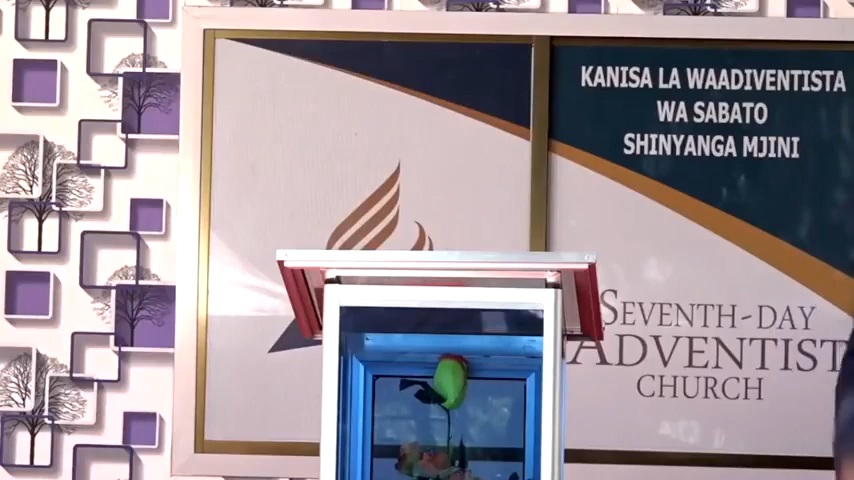 KANISA LA WAADIVENTISTA
WA SABATO
SHINYANGA MJINI
SEVENTH-DAY
ADVENTIST
CHURCH